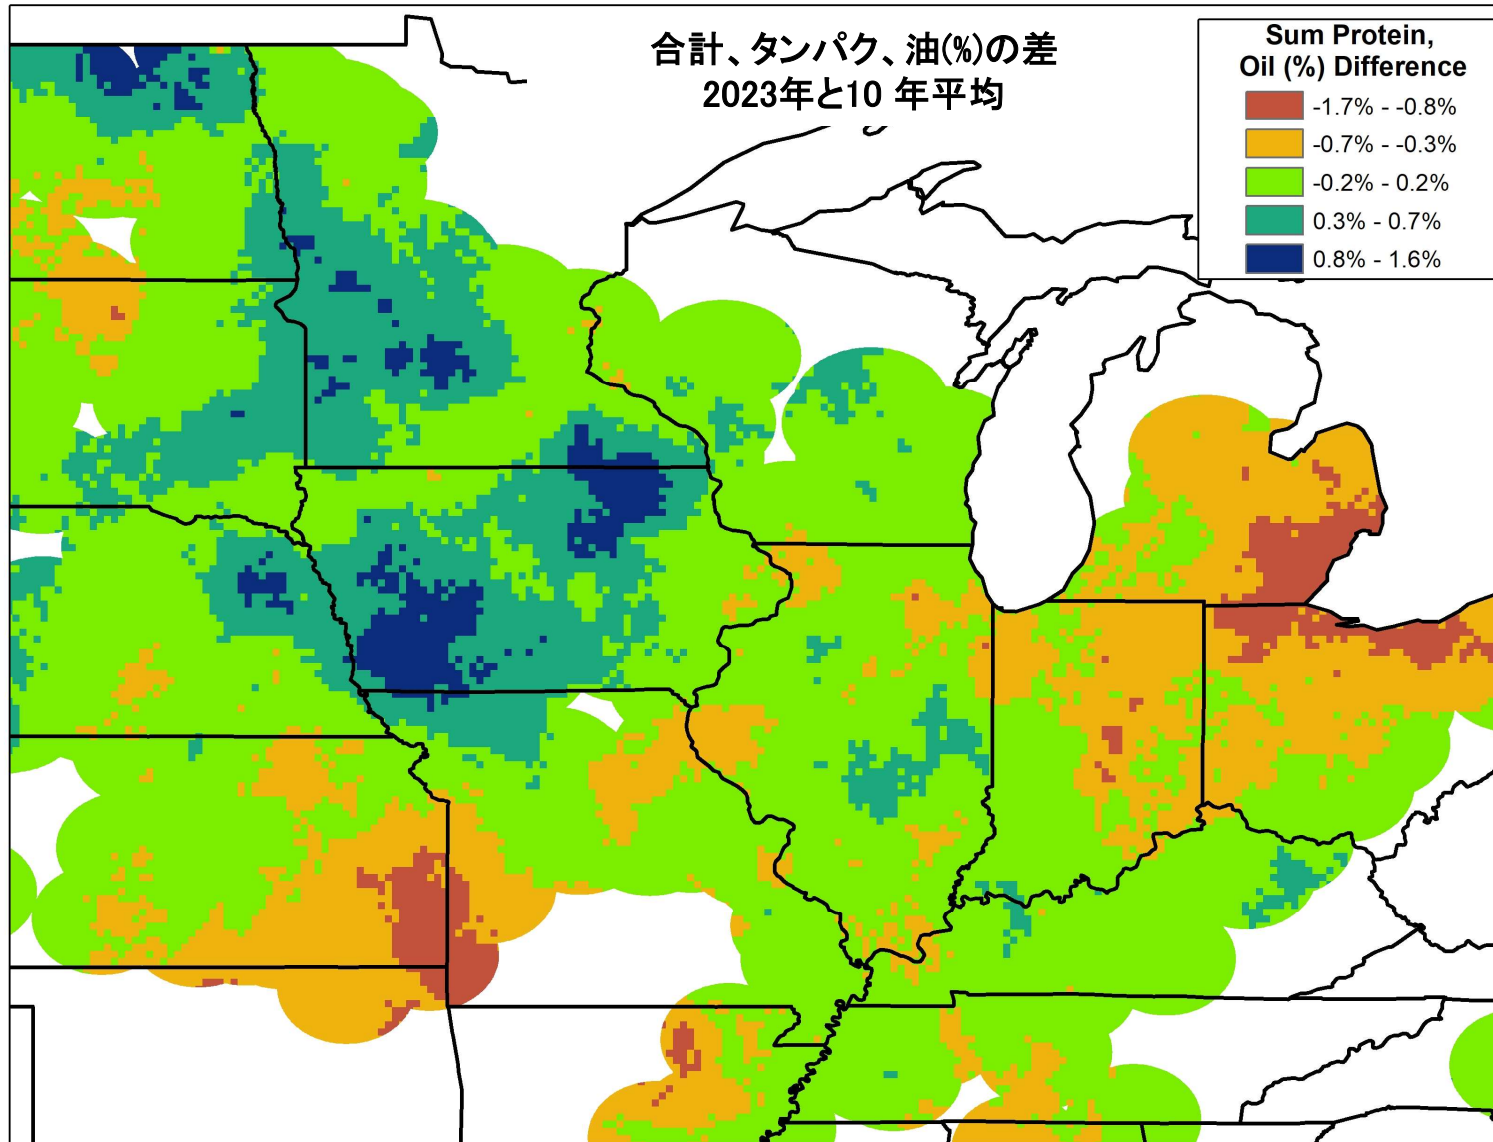 合計、タンパク、油(%)の差
2023年と10 年平均
Sum Protein,
Oil (%) Difference
-1.7% - -0.8%
-0.7% - -0.3%
-0.2% - 0.2%
0.3% - 0.7%
0.8% - 1.6%